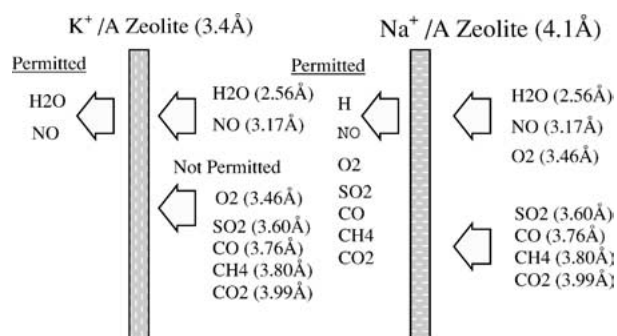 K+/A Zeolite (3.4Å)
Permitted
H2O
NO
H2O (2.56Å)
NO (3.17Å)
Not Permitted
O2 (3.46Å)
SO2 (3.60Å)
CO (3.76Å)
CH4 (3.80Å)
CO2 (3.99Å)
Na+/A Zeolite (4.1Å)
Permitted
H
NO
O2
SO2
CO
CH4
CO2
H2O (2.56Å)
NO (3.17Å)
O2 (3.46Å)
SO2 (3.60Å)
CO (3.76Å)
CH4 (3.80Å)
CO2 (3.99Å)